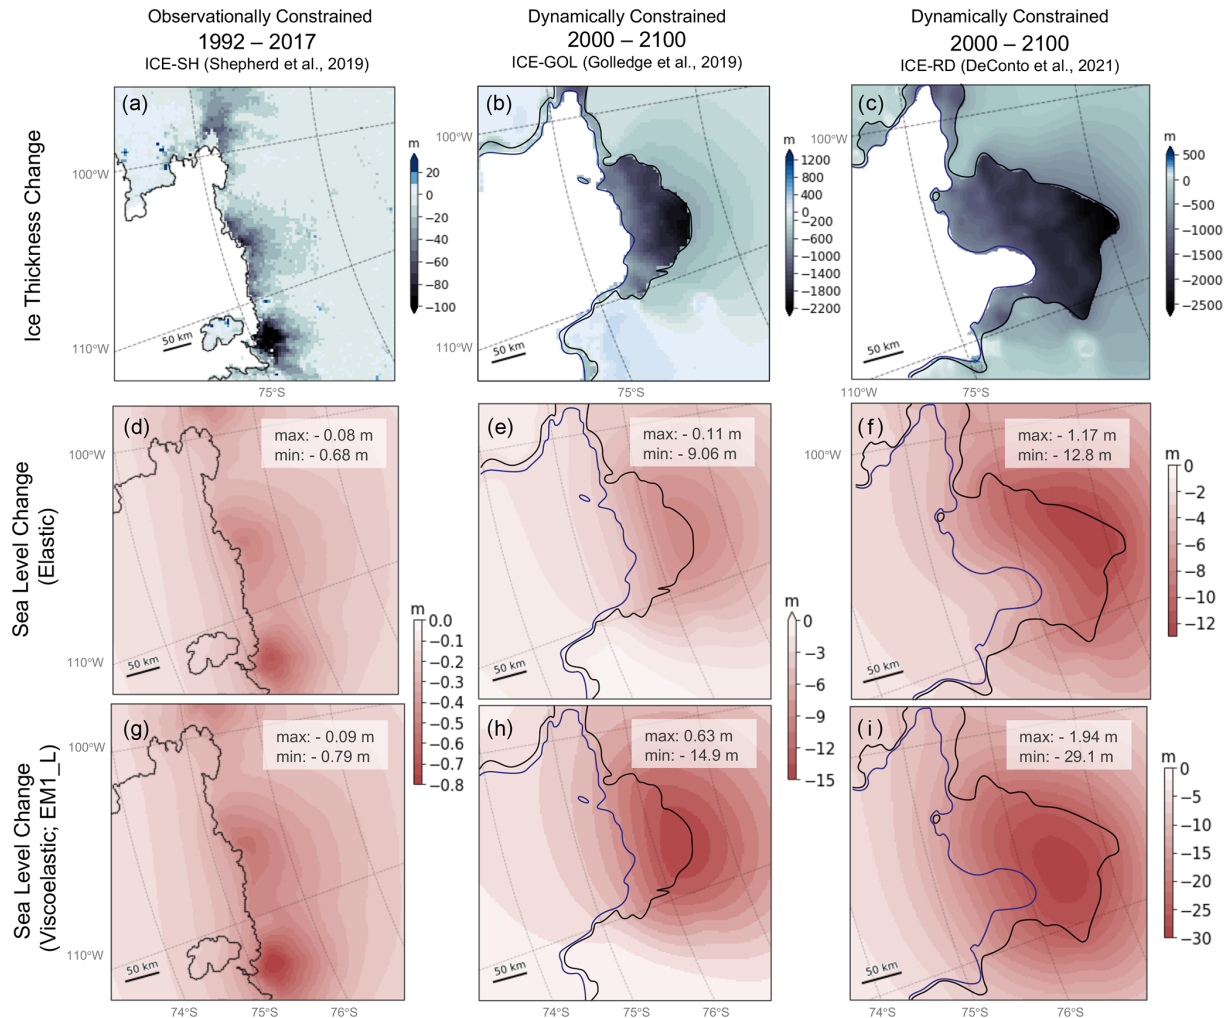 Observationally Constrained
1992 – 2017
ICE-SH (Shepherd et al., 2019)
Dynamically Constrained
2000 – 2100
ICE-GOL (Golledge et al., 2019)
Dynamically Constrained
2000 – 2100
ICE-RD (DeConto et al., 2021)
Ice Thickness Change
(a)
100°W
110°W
75°S
50 km
m
20
0
−20
−40
−60
−80
−100
(b)
100°W
110°W
75°S
50 km
m
1200
800
400
0
−200
−600
−1000
−1400
−1800
−2200
(c)
100°W
110°W
75°S
50 km
m
500
0
−500
−1000
−1500
−2000
−2500
Sea Level Change
(Elastic)
(d)
max: - 0.08 m
min: - 0.68 m
100°W
110°W
50 km
(e)
max: - 0.11 m
min: - 9.06 m
50 km
(f)
max: - 1.17 m
min: - 12.8 m
100°W
50 km
m
0
−2
−4
−6
−8
−10
−12
m
0.0
−0.1
−0.2
−0.3
−0.4
−0.5
−0.6
−0.7
−0.8
m
0
−3
−6
−9
−12
−15
Sea Level Change
(Viscoelastic; EM1_L)
(g)
max: - 0.09 m
min: - 0.79 m
100°W
110°W
50 km
74°S
75°S
76°S
(h)
max: 0.63 m
min: - 14.9 m
50 km
74°S
75°S
76°S
(i)
max: - 1.94 m
min: - 29.1 m
50 km
74°S
75°S
76°S
m
0
−5
−10
−15
−20
−25
−30